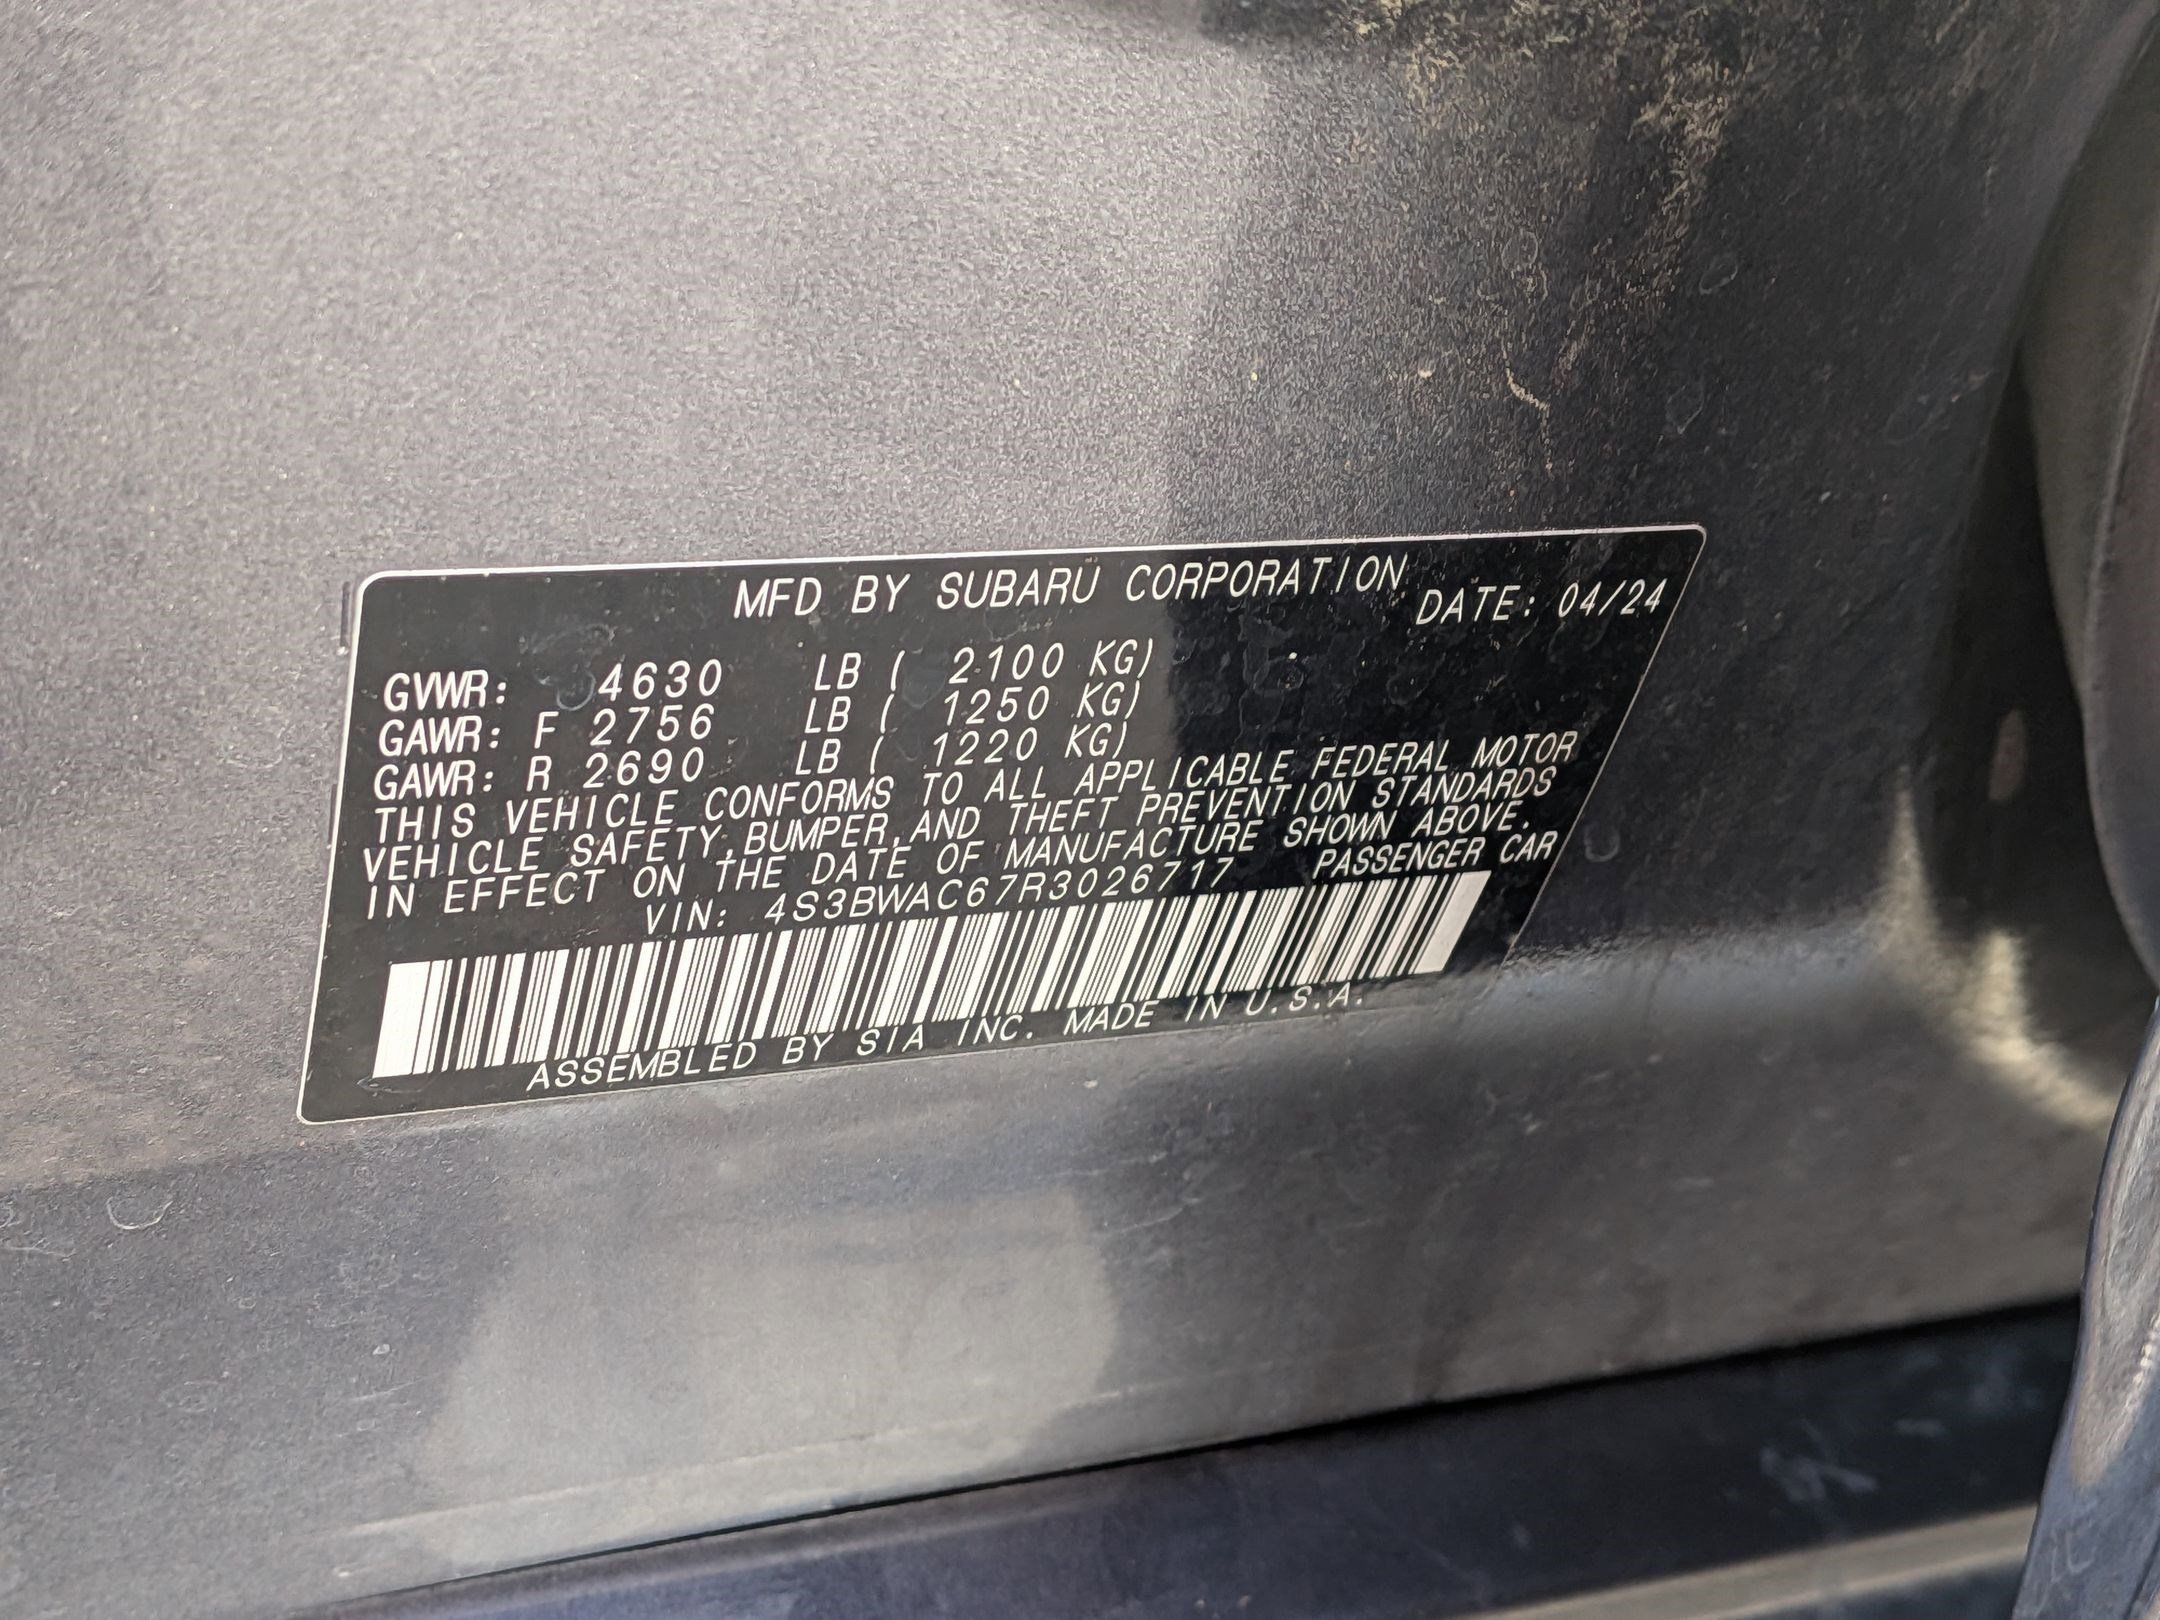 MFD BY SUBARU CORPORATION
DATE: 04/24
GVWR: 4630 LB ( 2100 KG)
GAWR: F 2756 LB ( 1250 KG)
GAWR: R 2690 LB ( 1220 KG)
THIS VEHICLE CONFORMS TO ALL APPLICABLE FEDERAL MOTOR
VEHICLE SAFETY,BUMPER,AND THEFT PREVENTION STANDARDS
IN EFFECT ON THE DATE OF MANUFACTURE SHOWN ABOVE.
VIN: 4S3BWAC67R3026717 PASSENGER CAR
ASSEMBLED BY SIA INC. MADE IN U.S.A.